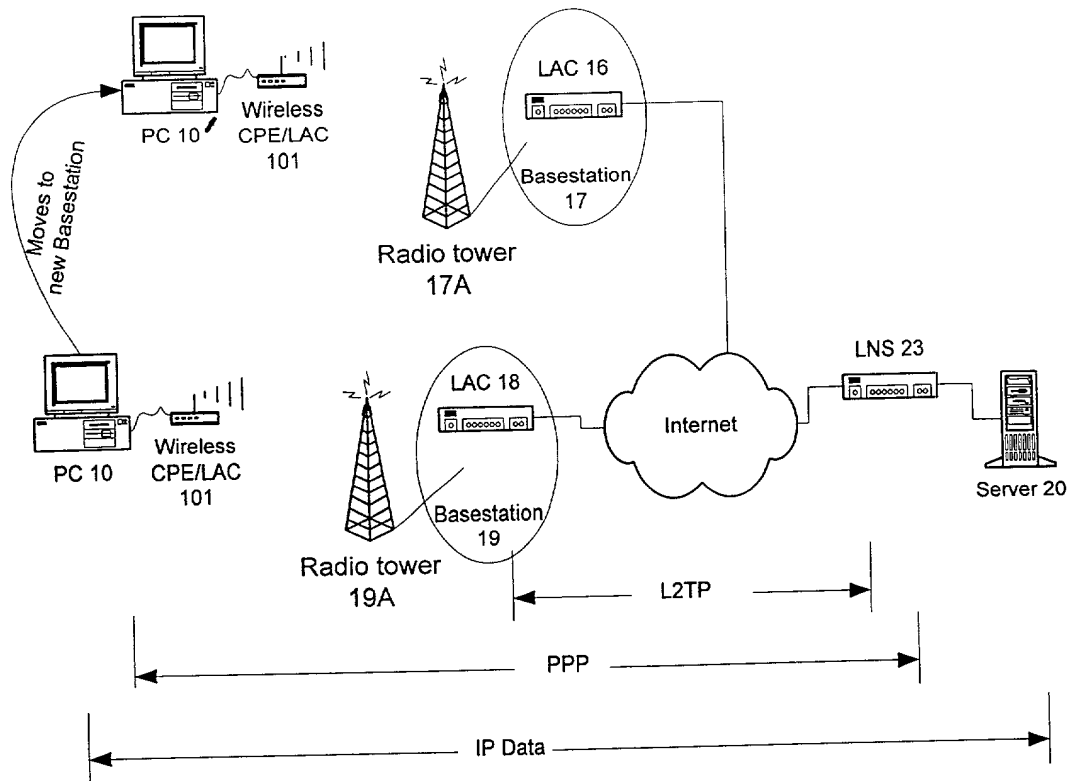 LAC 16
PC 10
Wireless
CPE/LAC
101
Basestation
17
Moves to
new Basestation
Radio tower
17A
LNS 23
LAC 18
Internet
PC 10
Wireless
CPE/LAC
101
Basestation
19
Server 20
Radio tower
19A
L2TP
PPP
IP Data